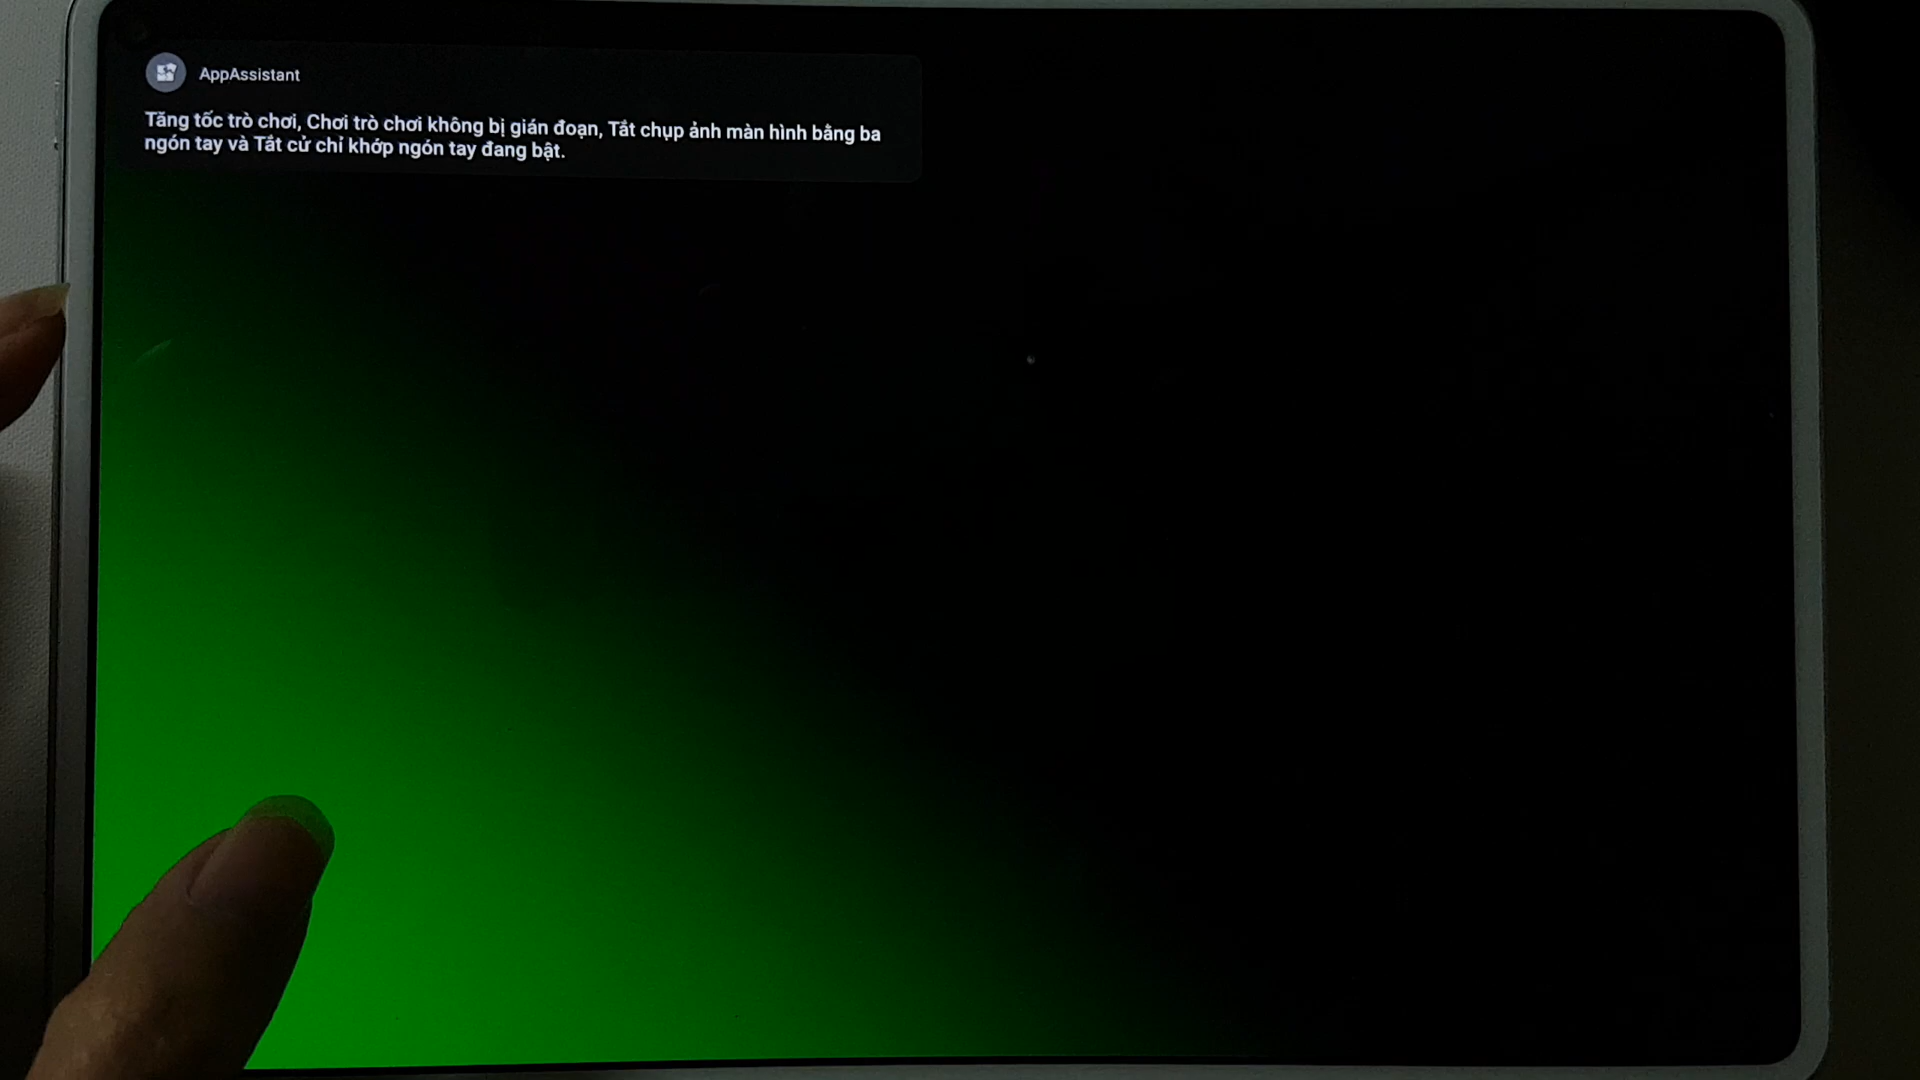 AppAssistant
Tăng tốc trò chơi, Chơi trò chơi không bị gián đoạn, Tắt chụp ảnh màn hình bằng ba
ngón tay và Tắt cử chỉ khớp ngón tay đang bật.